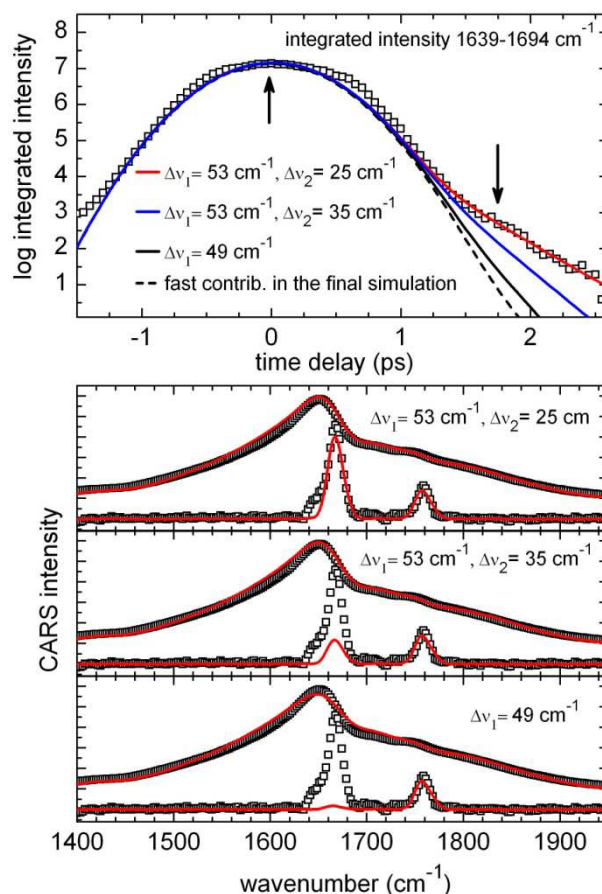 integrated intensity 1639-1694 cm⁻¹
log integrated intensity
7
6
5
4
3
2
1
Δν₁= 53 cm⁻¹, Δν₂= 25 cm⁻¹
Δν₁= 53 cm⁻¹, Δν₂= 35 cm⁻¹
Δν₁= 49 cm⁻¹
fast contrib. in the final simulation
-1 0 1 2
time delay (ps)
CARS intensity
Δν₁= 53 cm⁻¹, Δν₂= 25 cm
Δν₁= 53 cm⁻¹, Δν₂= 35 cm⁻¹
Δν₁= 49 cm⁻¹
1400 1500 1600 1700 1800 1900
wavenumber (cm⁻¹)